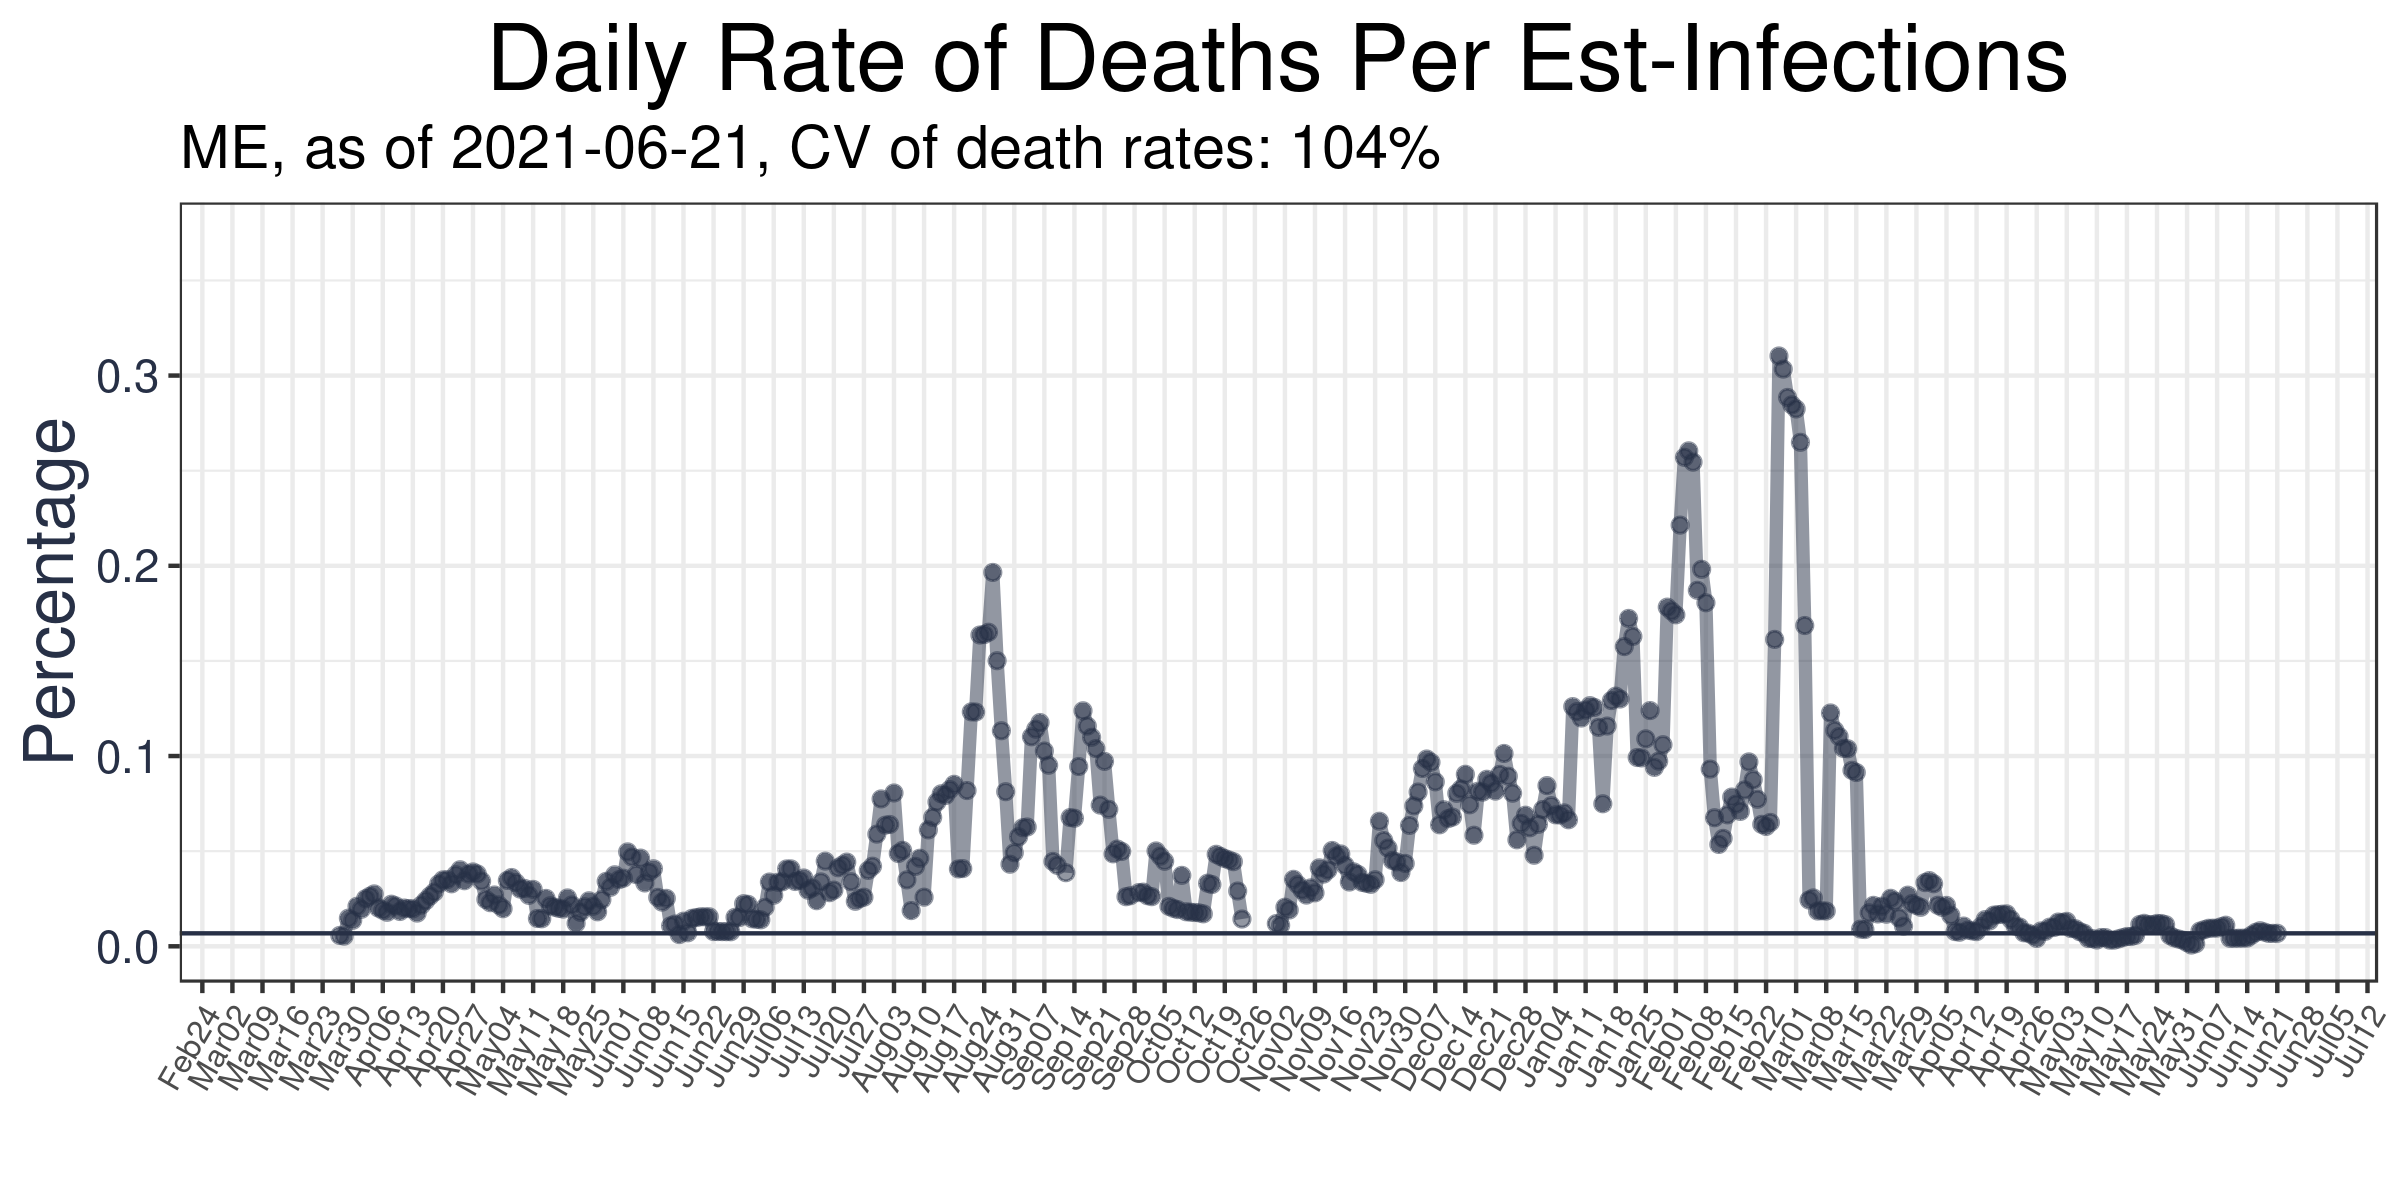 Daily Rate of Deaths Per Est-Infections
ME, as of 2021-06-21, CV of death rates: 104%
Percentage
0.3
0.2
0.1
0.0
Feb24
Mar02
Mar09
Mar16
Mar23
Mar30
Apr06
Apr13
Apr20
Apr27
May04
May11
May18
May25
Jun01
Jun08
Jun15
Jun22
Jun29
Jul06
Jul13
Jul20
Jul27
Aug03
Aug10
Aug17
Aug24
Aug31
Sep07
Sep14
Sep21
Sep28
Oct05
Oct12
Oct19
Oct26
Nov02
Nov09
Nov16
Nov23
Nov30
Dec07
Dec14
Dec21
Dec28
Jan04
Jan11
Jan18
Jan25
Feb01
Feb08
Feb15
Feb22
Mar01
Mar08
Mar15
Mar22
Mar29
Apr05
Apr12
Apr19
Apr26
May03
May10
May17
May24
May31
Jun07
Jun14
Jun21
Jun28
Jul05
Jul12